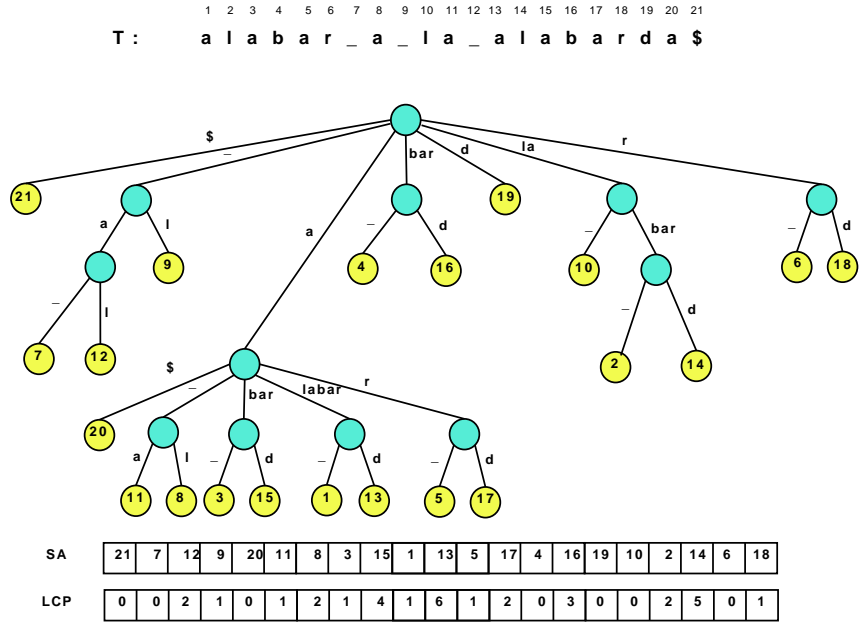 1 2 3 4 5 6 7 8 9 10 11 12 13 14 15 16 17 18 19 20 21
T : a l a b a r _ a _ l a _ a l a b a r d a $
$ _ a bar d la r
21 19
a l _ d _ bar _ d
9 4 16 10 6 18
_ l _ d
7 12 2 14
$ _ bar labar r
20
a l _ d _ d _ d
11 8 3 15 1 13 5 17
SA 21 7 12 9 20 11 8 3 15 1 13 5 17 4 16 19 10 2 14 6 18
LCP 0 0 2 1 0 1 2 1 4 1 6 1 2 0 3 0 0 2 5 0 1